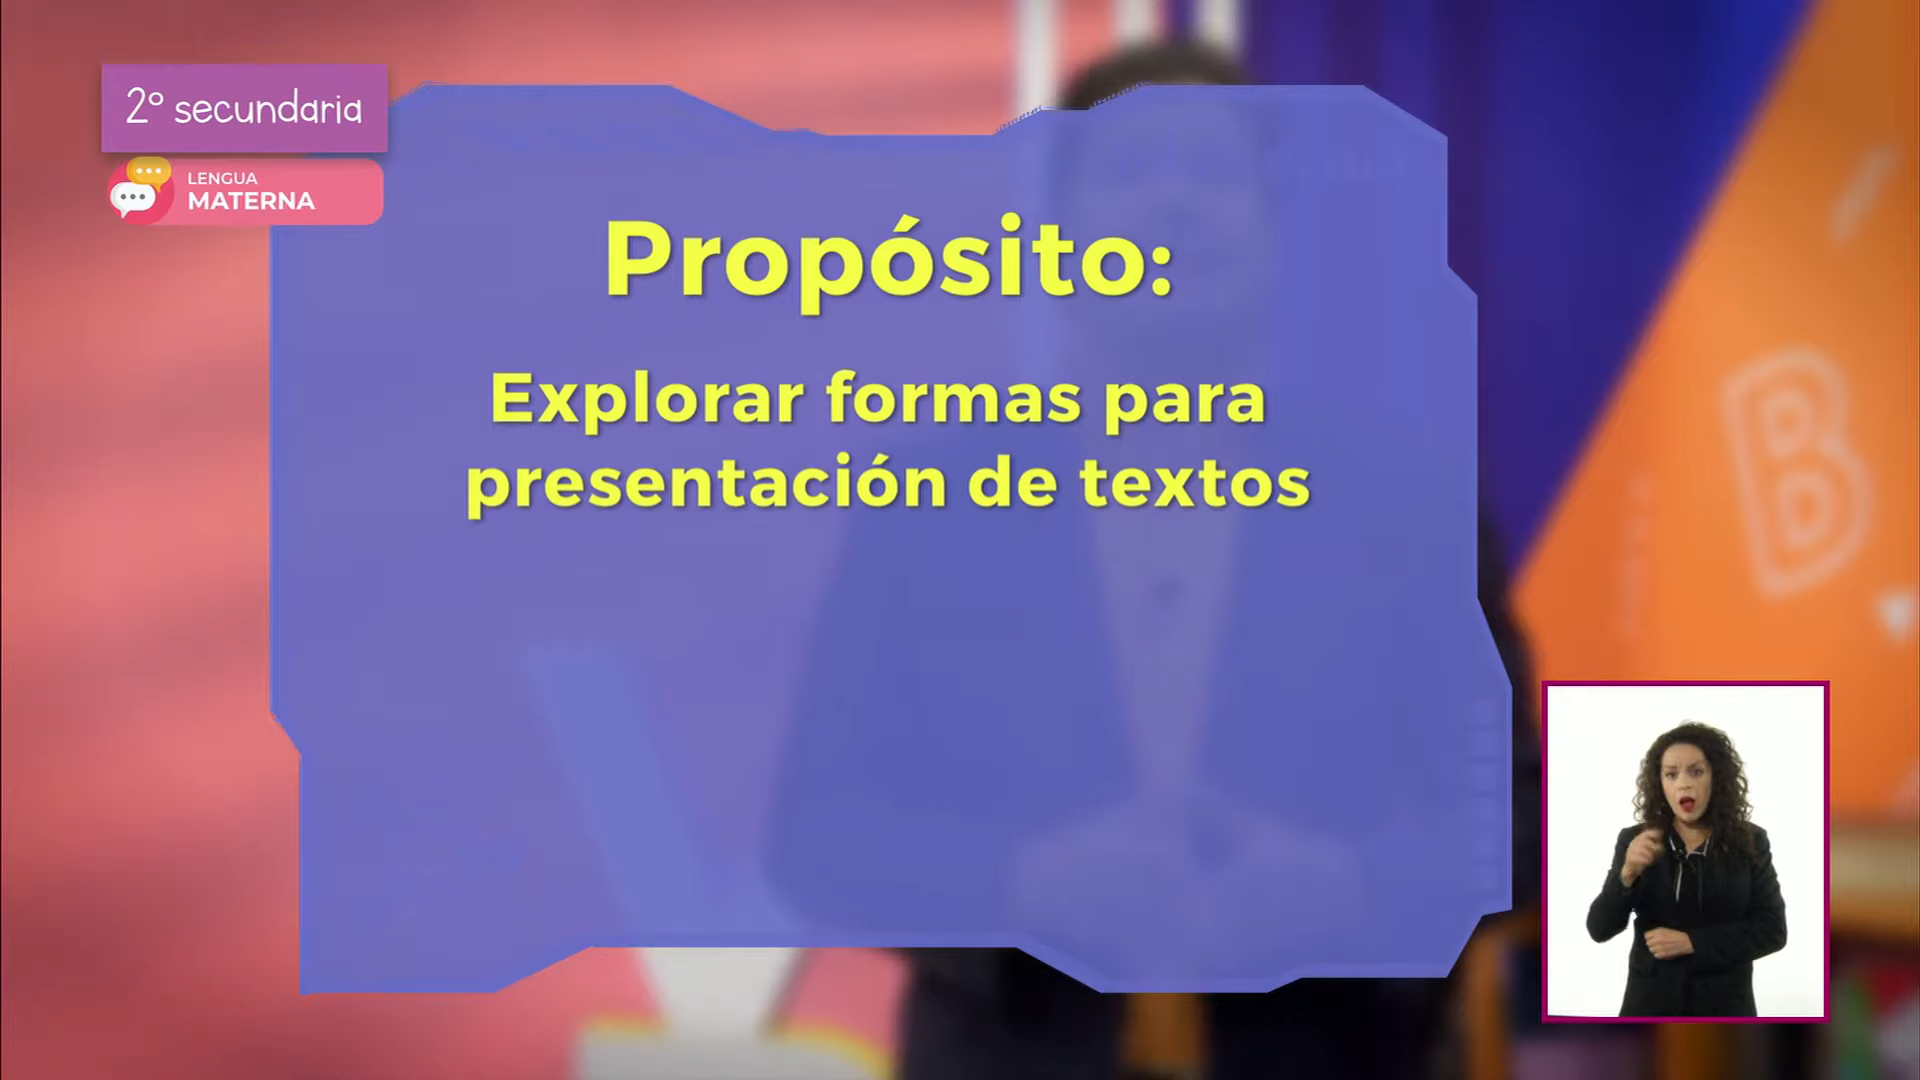 2° secundaria
LENGUA
MATERNA
Propósito:
Explorar formas para
presentación de textos
B